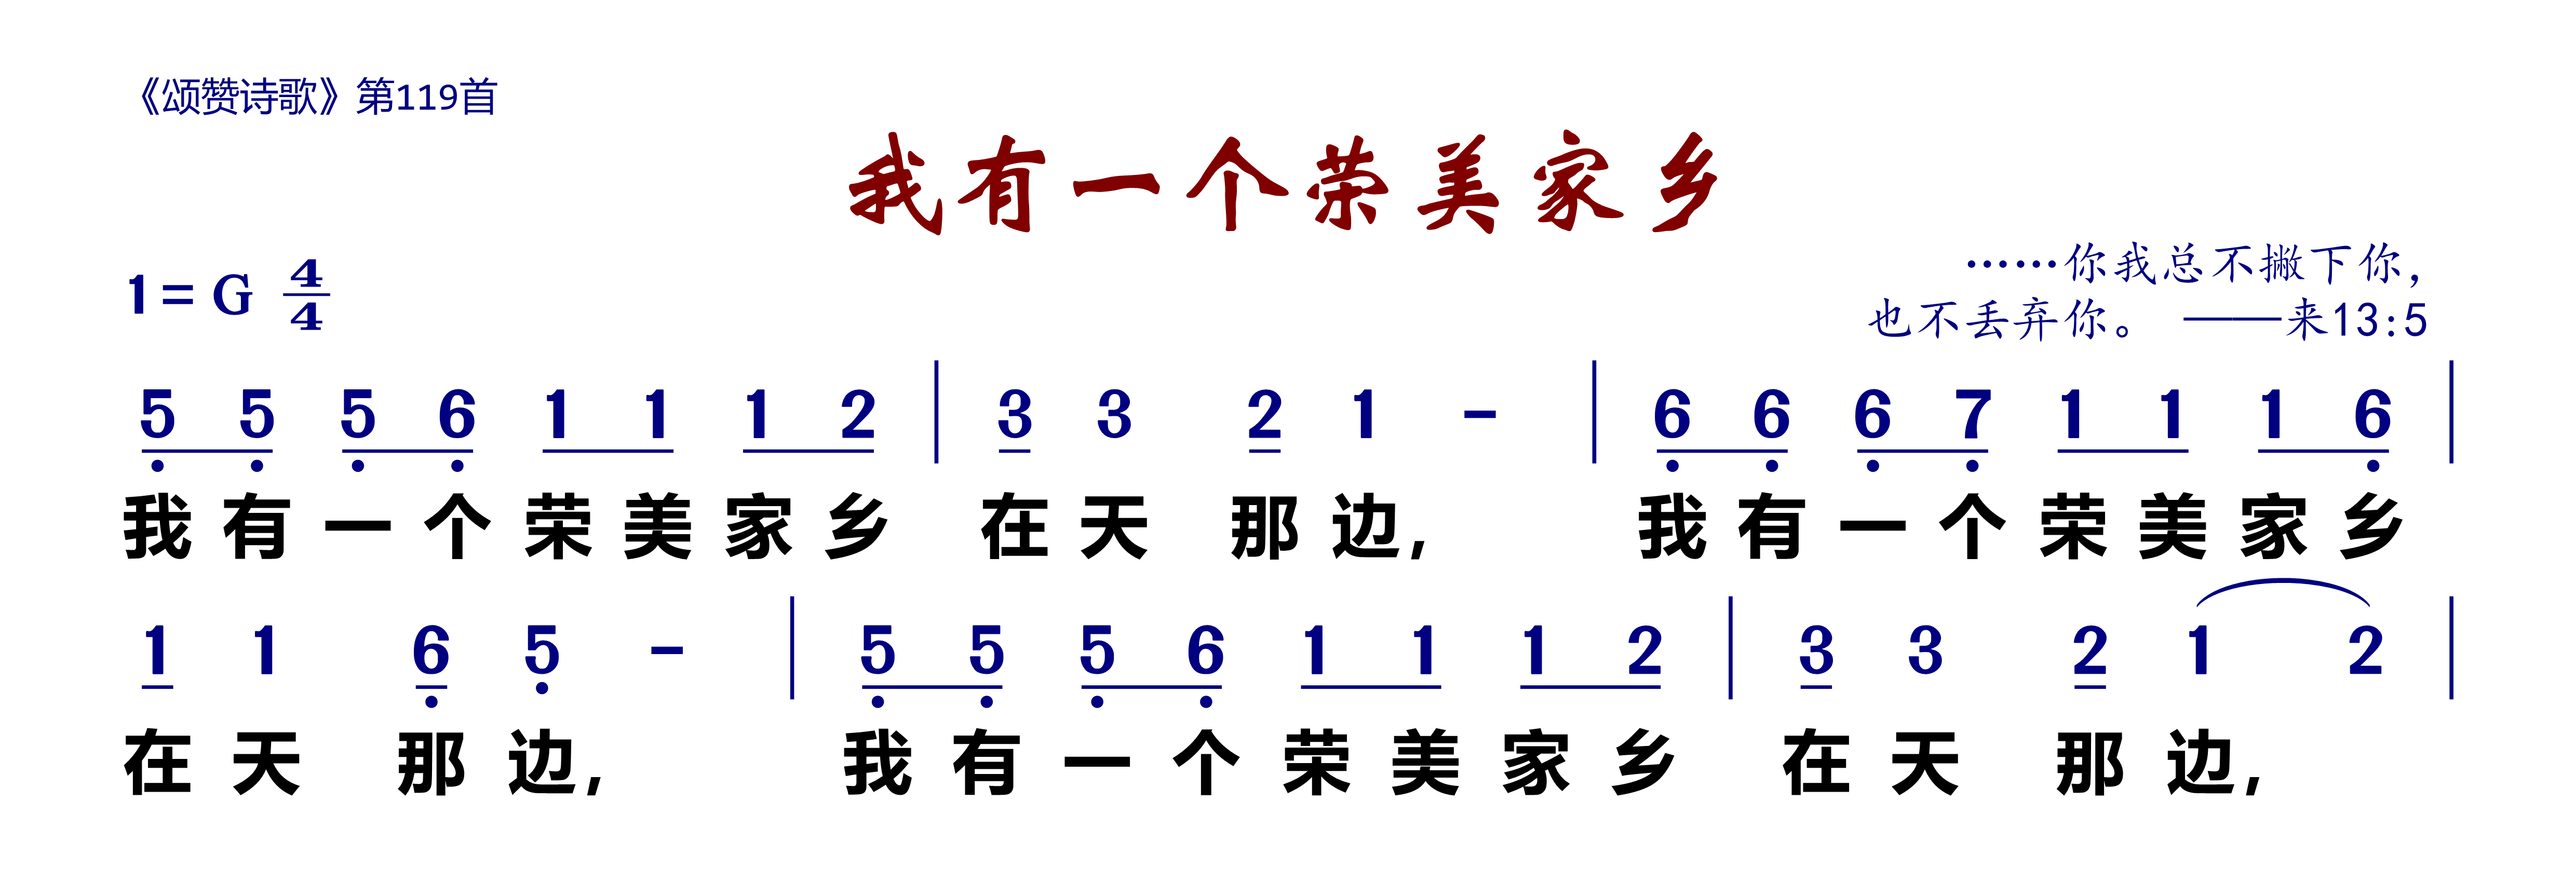 《颂赞诗歌》第119首
我有一个荣美家乡
1= G 4/4
……你我总不撇下你，
也不丢弃你。 ——来13:5
5 5 5 6 1 1 1 2 | 3 3 2 1 - | 6 6 6 7 1 1 1 6 |
我有一个荣美家乡 在天 那边， 我有一个荣美家乡
1 1 6 5 - | 5 5 5 6 1 1 1 2 | 3 3 2 1 2 |
在天 那边， 我有一个荣美家乡 在天 那边，